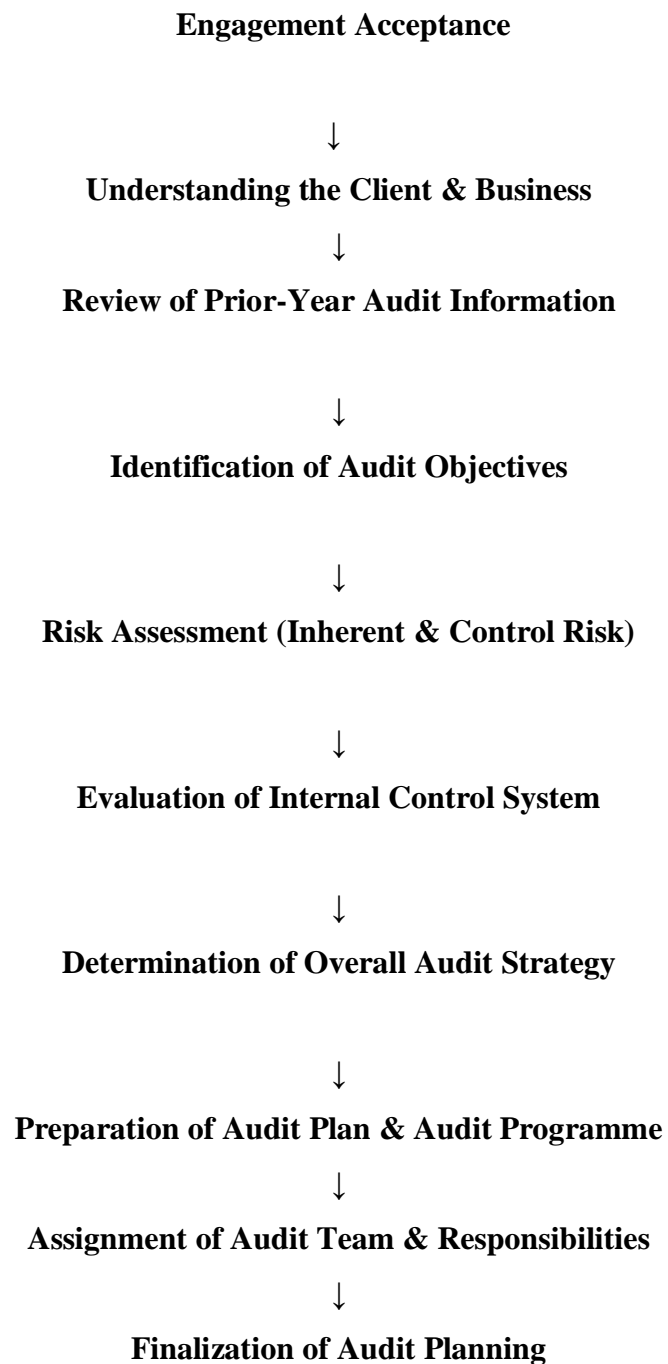 Engagement Acceptance
↓
Understanding the Client & Business
↓
Review of Prior-Year Audit Information
↓
Identification of Audit Objectives
↓
Risk Assessment (Inherent & Control Risk)
↓
Evaluation of Internal Control System
↓
Determination of Overall Audit Strategy
↓
Preparation of Audit Plan & Audit Programme
↓
Assignment of Audit Team & Responsibilities
↓
Finalization of Audit Planning